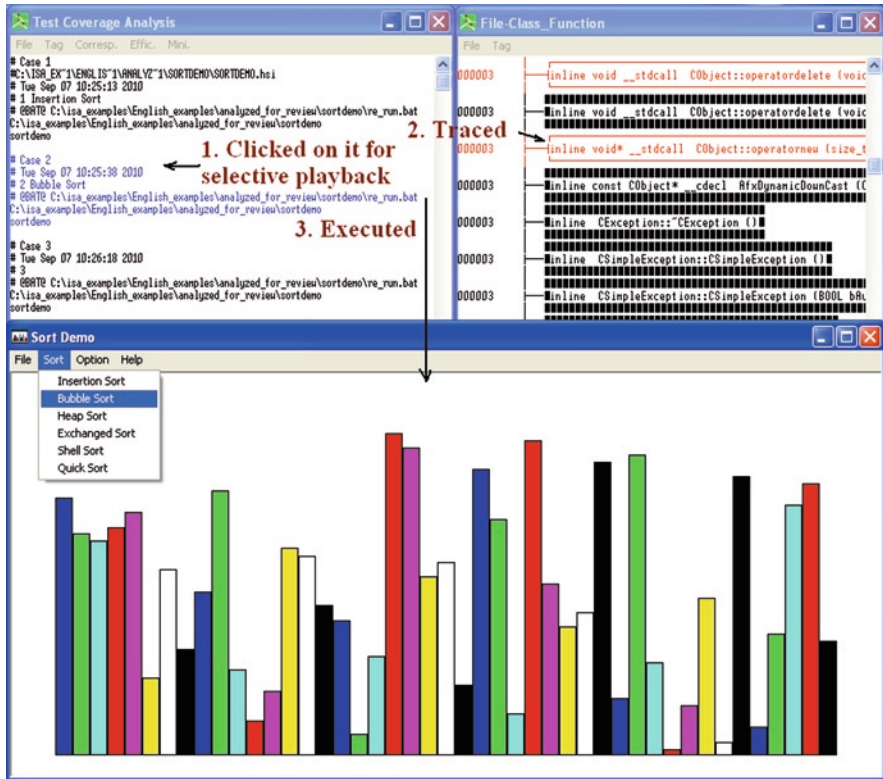 Test Coverage Analysis
File Tag Corresp. Effic. Mini.
# Case 1
#C:\ISA_EX~1\ENGLIS~1\ANALYZ~1\SORTDEMO\SORTDEMO.hsi
# Tue Sep 07 10:25:13 2010
# 1 Insertion Sort
# @BAT@ C:\isa_examples\English_examples\analyzed_for_review\sortdemo\re_run.bat
C:\isa_examples\English_examples\analyzed_for_review\sortdemo
sortdemo
# Case 2
# Tue Sep 07 10:25:38 2010
# 2 Bubble Sort
# @BAT@ C:\isa_examples\English_examples\analyzed_for_review\sortdemo\re_run.bat
C:\isa_examples\English_examples\analyzed_for_review\sortdemo
sortdemo
# Case 3
# Tue Sep 07 10:26:18 2010
# 3
# @BAT@ C:\isa_examples\English_examples\analyzed_for_review\sortdemo\re_run.bat
C:\isa_examples\English_examples\analyzed_for_review\sortdemo
sortdemo
1. Clicked on it for
selective playback
3. Executed
File-Class_Function
File Tag
000003 inline void __stdcall CObject::operatordelete (voic
000003 inline void __stdcall CObject::operatordelete (voic
2. Traced
000003 inline void* __stdcall CObject::operatornew (size_t
000003 inline const CObject* __cdecl AfxDynamicDownCast (C
000003 inline CException::~CException ()
000003 inline CSimpleException::CSimpleException ()
000003 inline CSimpleException::CSimpleException (BOOL bAu
Sort Demo
File Sort Option Help
Insertion Sort
Bubble Sort
Heap Sort
Exchanged Sort
Shell Sort
Quick Sort